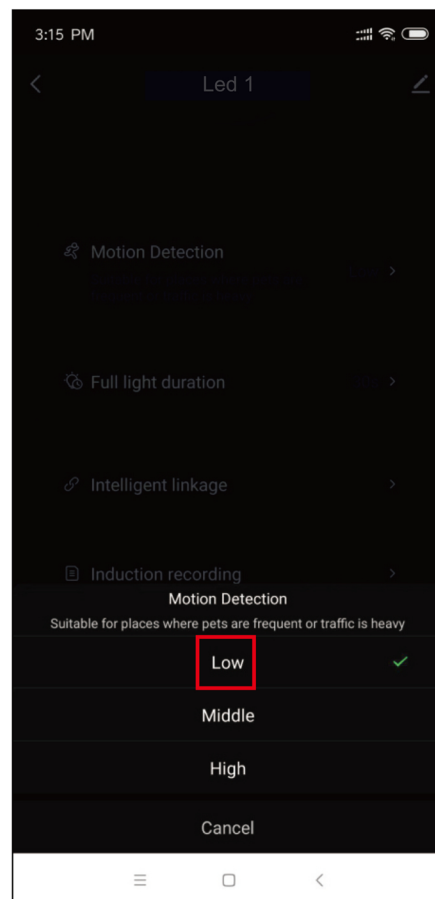 3:15 PM
Led 1
Motion Detection
Full light duration
Intelligent linkage
Induction recording
Motion Detection
Suitable for places where pets are frequent or traffic is heavy
Low
Middle
High
Cancel